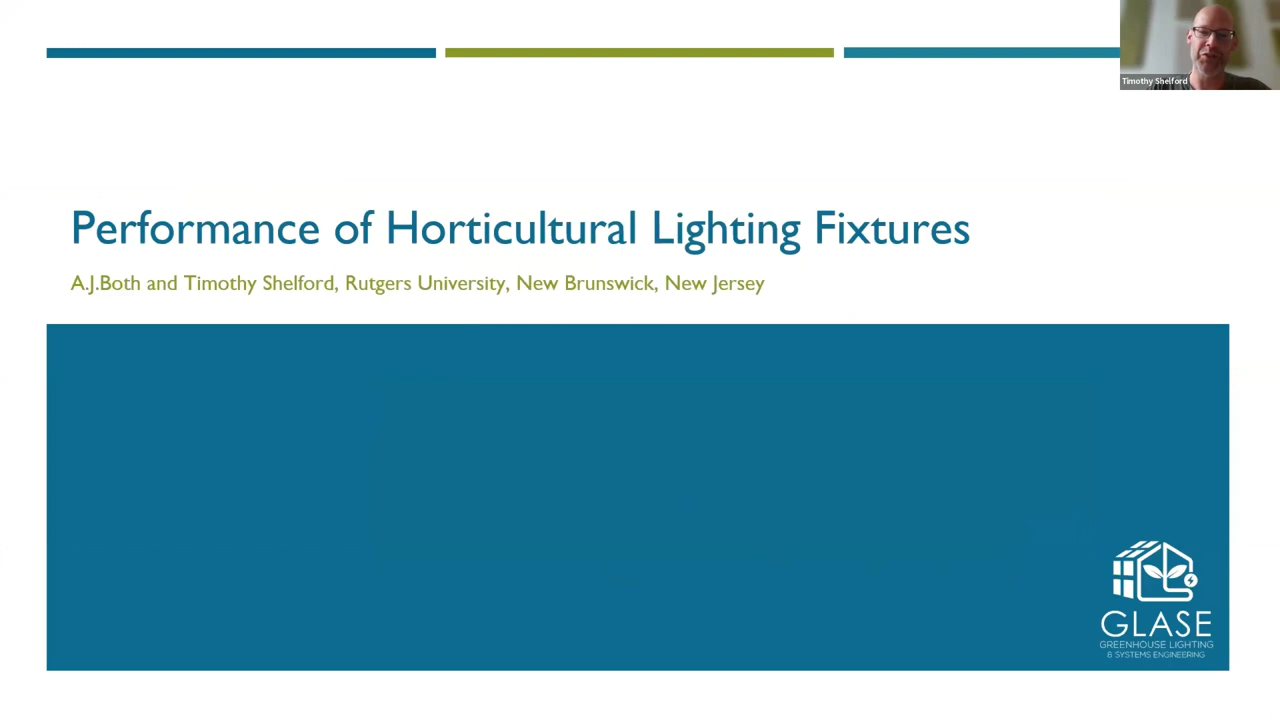 Timothy Shelford
Performance of Horticultural Lighting Fixtures
A.J.Both and Timothy Shelford, Rutgers University, New Brunswick, New Jersey
GLASE
GREENHOUSE LIGHTING
& SYSTEMS ENGINEERING